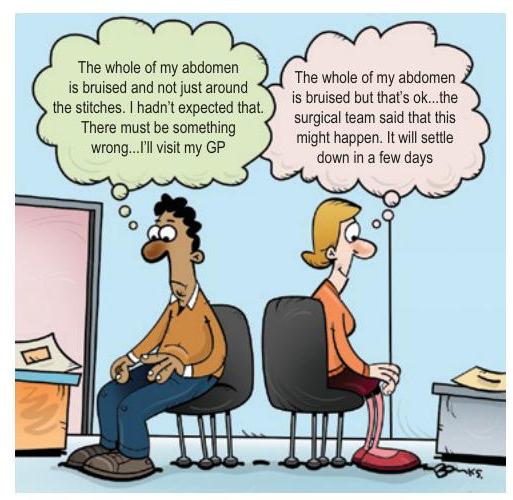 The whole of my abdomen
is bruised and not just around
the stitches. I hadn't expected that.
There must be something
wrong...I'll visit my GP
The whole of my abdomen
is bruised but that's ok...the
surgical team said that this
might happen. It will settle
down in a few days